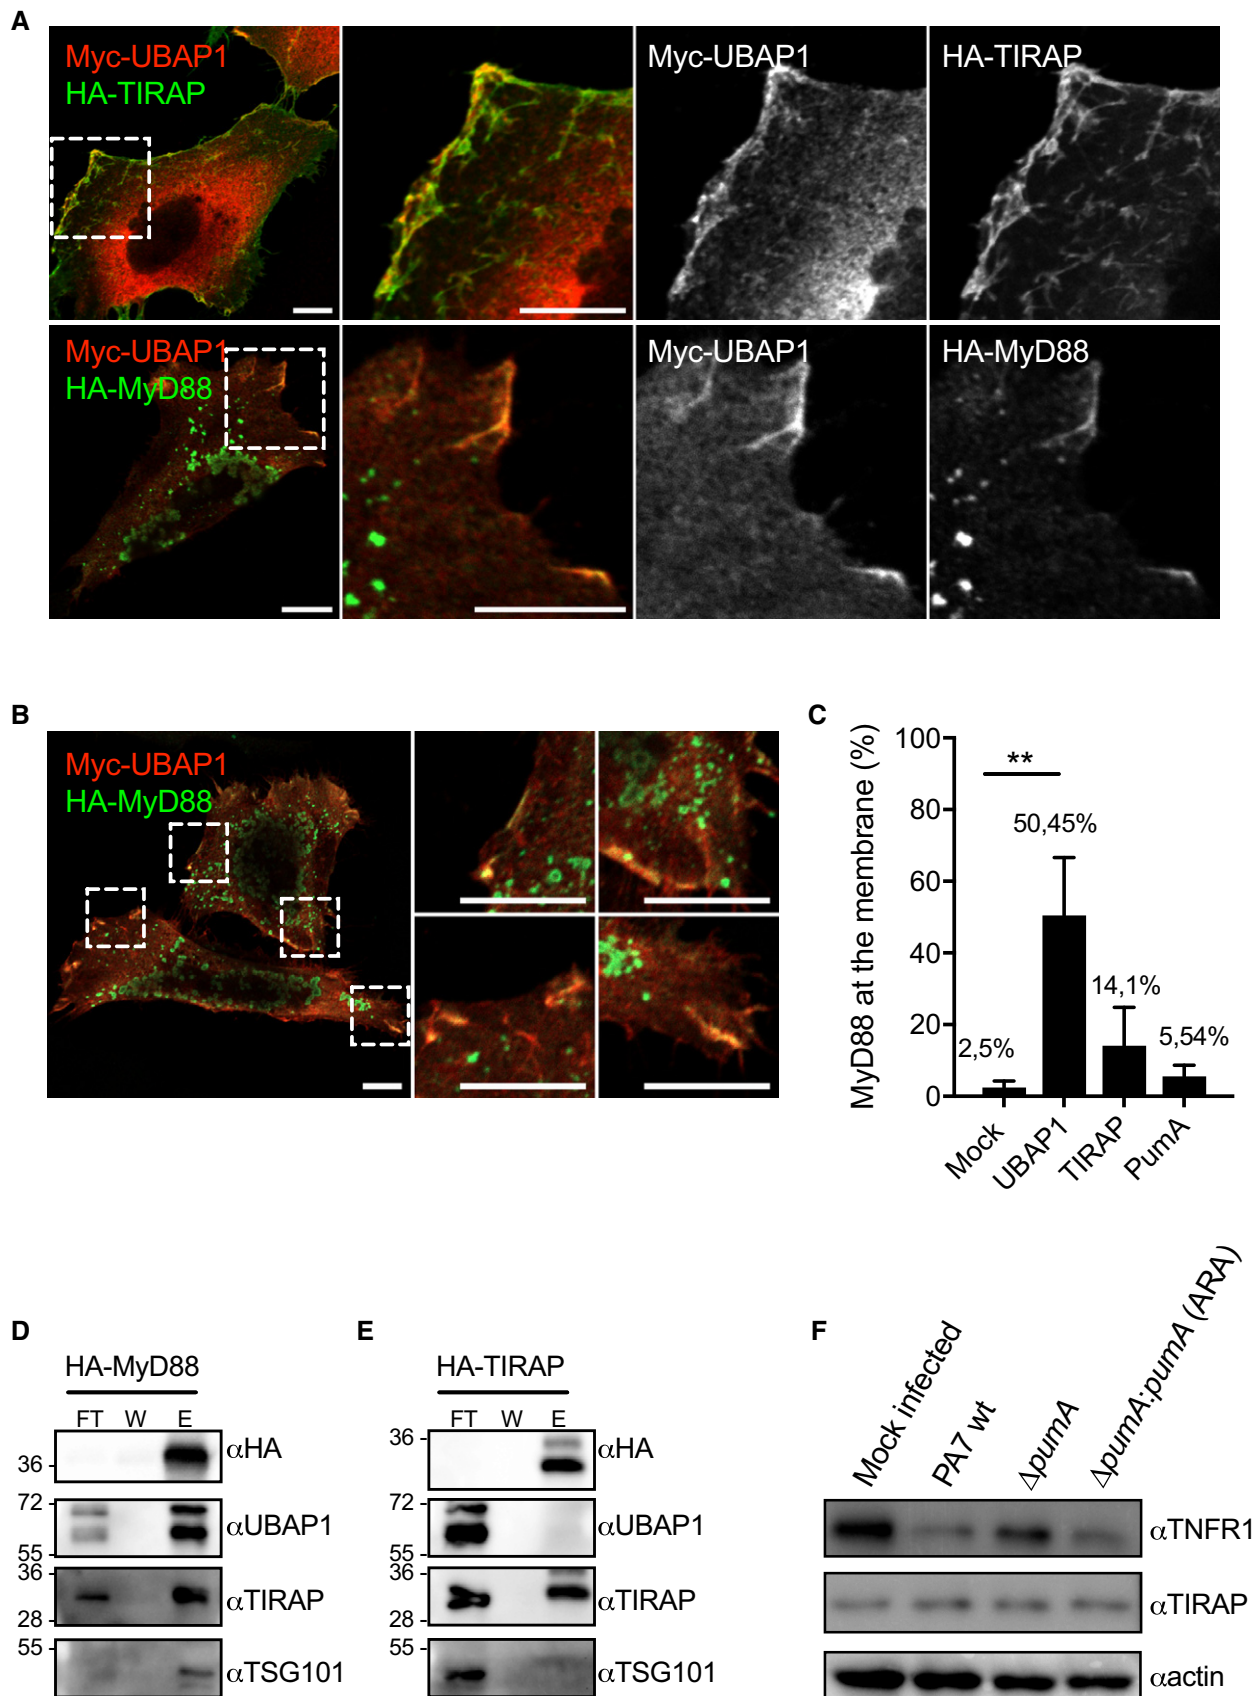 A
Myc-UBAP1
HA-TIRAP
Myc-UBAP1
HA-TIRAP
Myc-UBAP1
HA-MyD88
Myc-UBAP1
HA-MyD88
B
Myc-UBAP1
HA-MyD88
C
MyD88 at the membrane (%)
100
80
60
40
20
0
**
2,5%
50,45%
14,1%
5,54%
Mock
UBAP1
TIRAP
PumA
D
HA-MyD88
FT W E
36
αHA
72
55
αUBAP1
36
28
αTIRAP
55
αTSG101
E
HA-TIRAP
FT W E
36
αHA
72
55
αUBAP1
36
28
αTIRAP
55
αTSG101
F
Mock infected
PA7 wt
ΔpumA
ΔpumA:pumA (ARA)
αTNFR1
αTIRAP
αactin